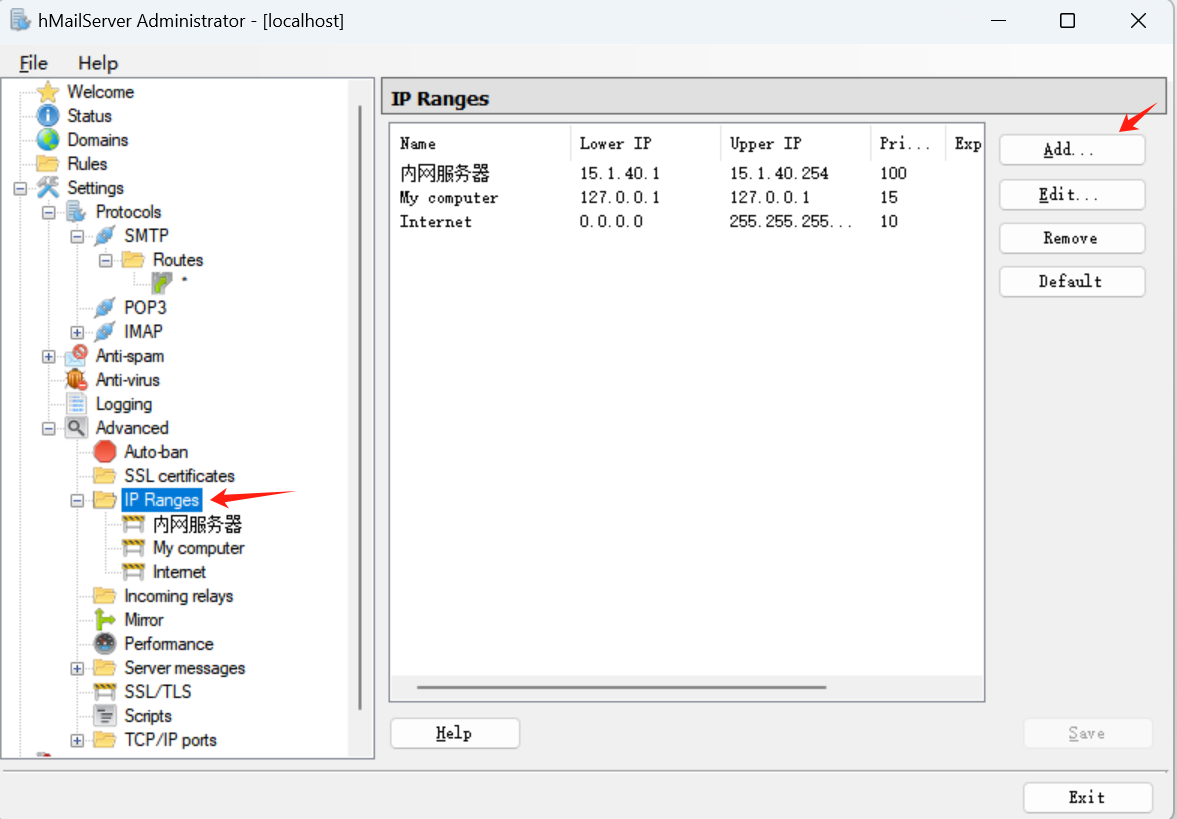 hMailServer Administrator - [localhost]
File Help
Welcome
Status
Domains
Rules
Settings
Protocols
SMTP
Routes
*
POP3
IMAP
Anti-spam
Anti-virus
Logging
Advanced
Auto-ban
SSL certificates
IP Ranges
内网服务器
My computer
Internet
Incoming relays
Mirror
Performance
Server messages
SSL/TLS
Scripts
TCP/IP ports
IP Ranges
Name Lower IP Upper IP Pri... Exp
内网服务器 15.1.40.1 15.1.40.254 100
My computer 127.0.0.1 127.0.0.1 15
Internet 0.0.0.0 255.255.255... 10
Add...
Edit...
Remove
Default
Help
Save
Exit